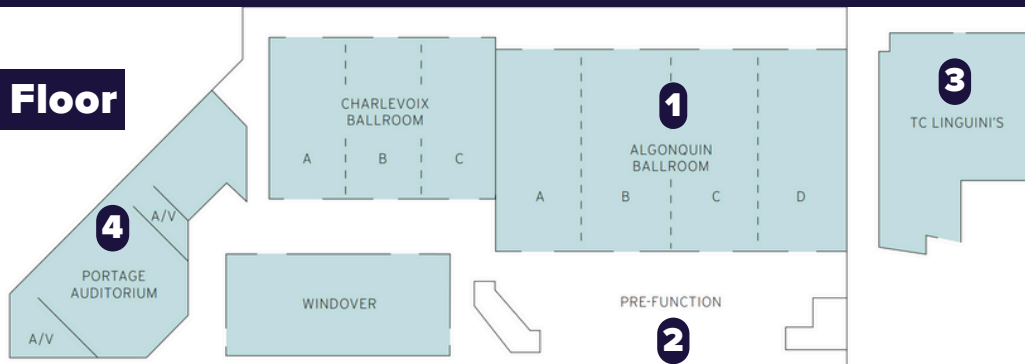 Floor
CHARLEVOIX
BALLROOM
A B C
1
ALGONQUIN
BALLROOM
A B C D
3
TC LINGUINI'S
4
A/V
PORTAGE
AUDITORIUM
A/V
WINDOVER
PRE-FUNCTION
2